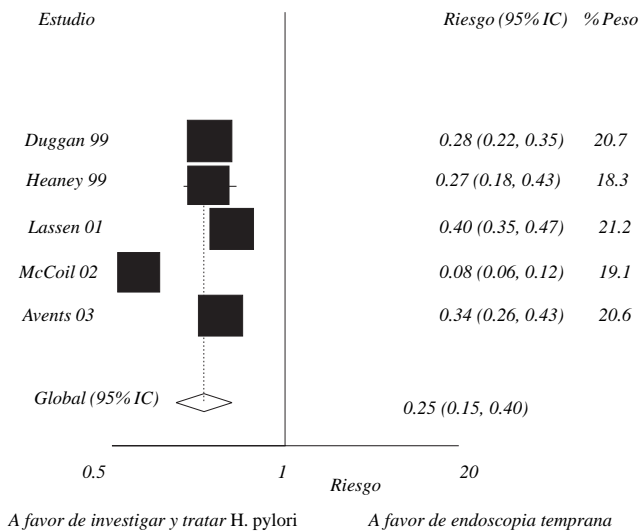 Estudio Riesgo (95% IC) % Peso
Duggan 99 0.28 (0.22, 0.35) 20.7
Heaney 99 0.27 (0.18, 0.43) 18.3
Lassen 01 0.40 (0.35, 0.47) 21.2
McCoil 02 0.08 (0.06, 0.12) 19.1
Avents 03 0.34 (0.26, 0.43) 20.6
Global (95% IC) 0.25 (0.15, 0.40)
0.5 1 20
Riesgo
A favor de investigar y tratar H. pylori A favor de endoscopia temprana